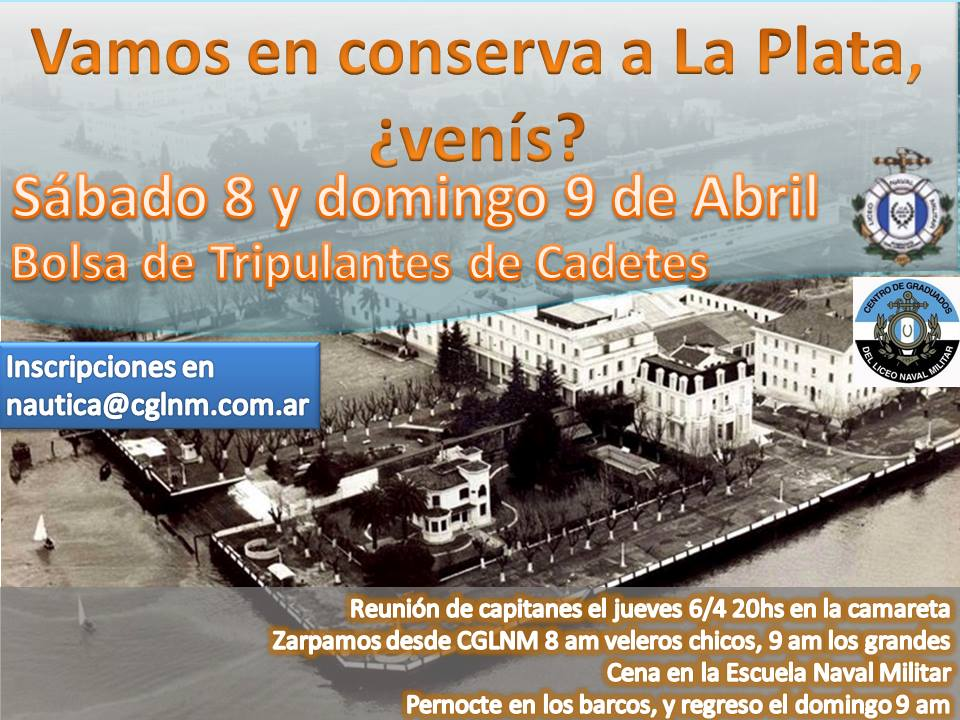 Vamos en conserva a La Plata,
¿venís?
Sábado 8 y domingo 9 de Abril
Bolsa de Tripulantes de Cadetes
LICEO NAVAL MILITAR
CENTRO DE GRADUADOS
DEL LICEO NAVAL MILITAR
Inscripciones en
nautica@cglnm.com.ar
Reunión de capitanes el jueves 6/4 20hs en la camareta
Zarpamos desde CGLNM 8 am veleros chicos, 9 am los grandes
Cena en la Escuela Naval Militar
Pernocte en los barcos, y regreso el domingo 9 am